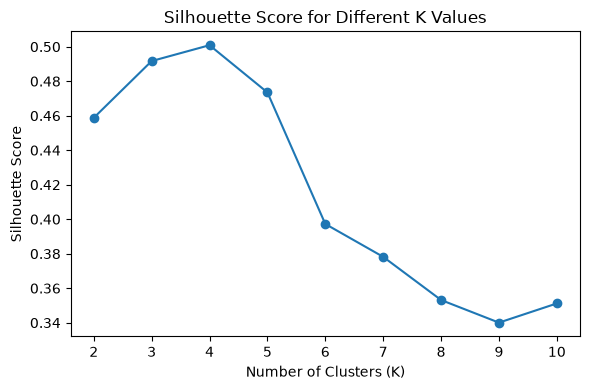 Silhouette Score for Different K Values
0.50
0.48
0.46
0.44
0.42
0.40
0.38
0.36
0.34
Silhouette Score
2 3 4 5 6 7 8 9 10
Number of Clusters (K)